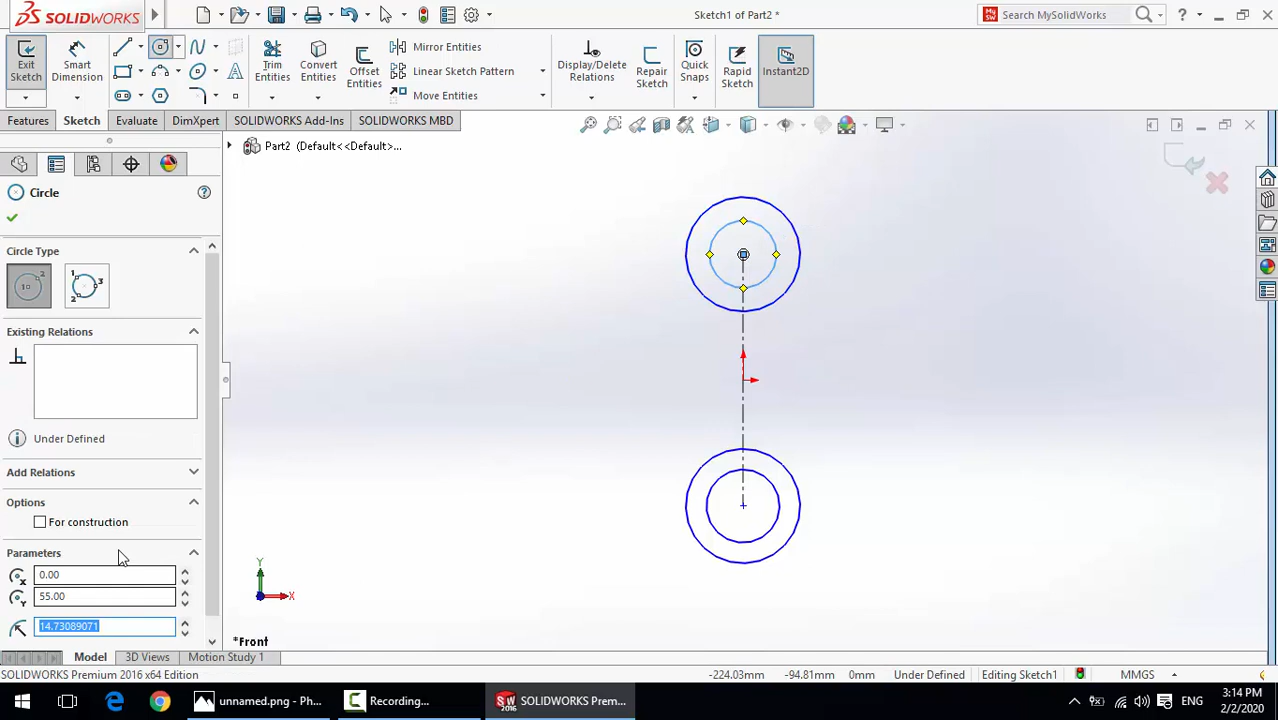 SOLIDWORKS
Sketch1 of Part2 *
Search MySolidWorks
Exit Sketch
Smart Dimension
Trim Entities
Convert Entities
Offset Entities
Mirror Entities
Linear Sketch Pattern
Move Entities
Display/Delete Relations
Repair Sketch
Quick Snaps
Rapid Sketch
Instant2D
Features
Sketch
Evaluate
DimXpert
SOLIDWORKS Add-Ins
SOLIDWORKS MBD
Part2 (Default<<Default>...
Circle
Circle Type
Existing Relations
Under Defined
Add Relations
Options
For construction
Parameters
0.00
55.00
14.73089071
Y
X
*Front
Model
3D Views
Motion Study 1
SOLIDWORKS Premium 2016 x64 Edition
-224.03mm
-94.81mm
0mm
Under Defined
Editing Sketch1
MMGS
unnamed.png - Ph...
Recording...
SOLIDWORKS Prem...
ENG
3:14 PM
2/2/2020